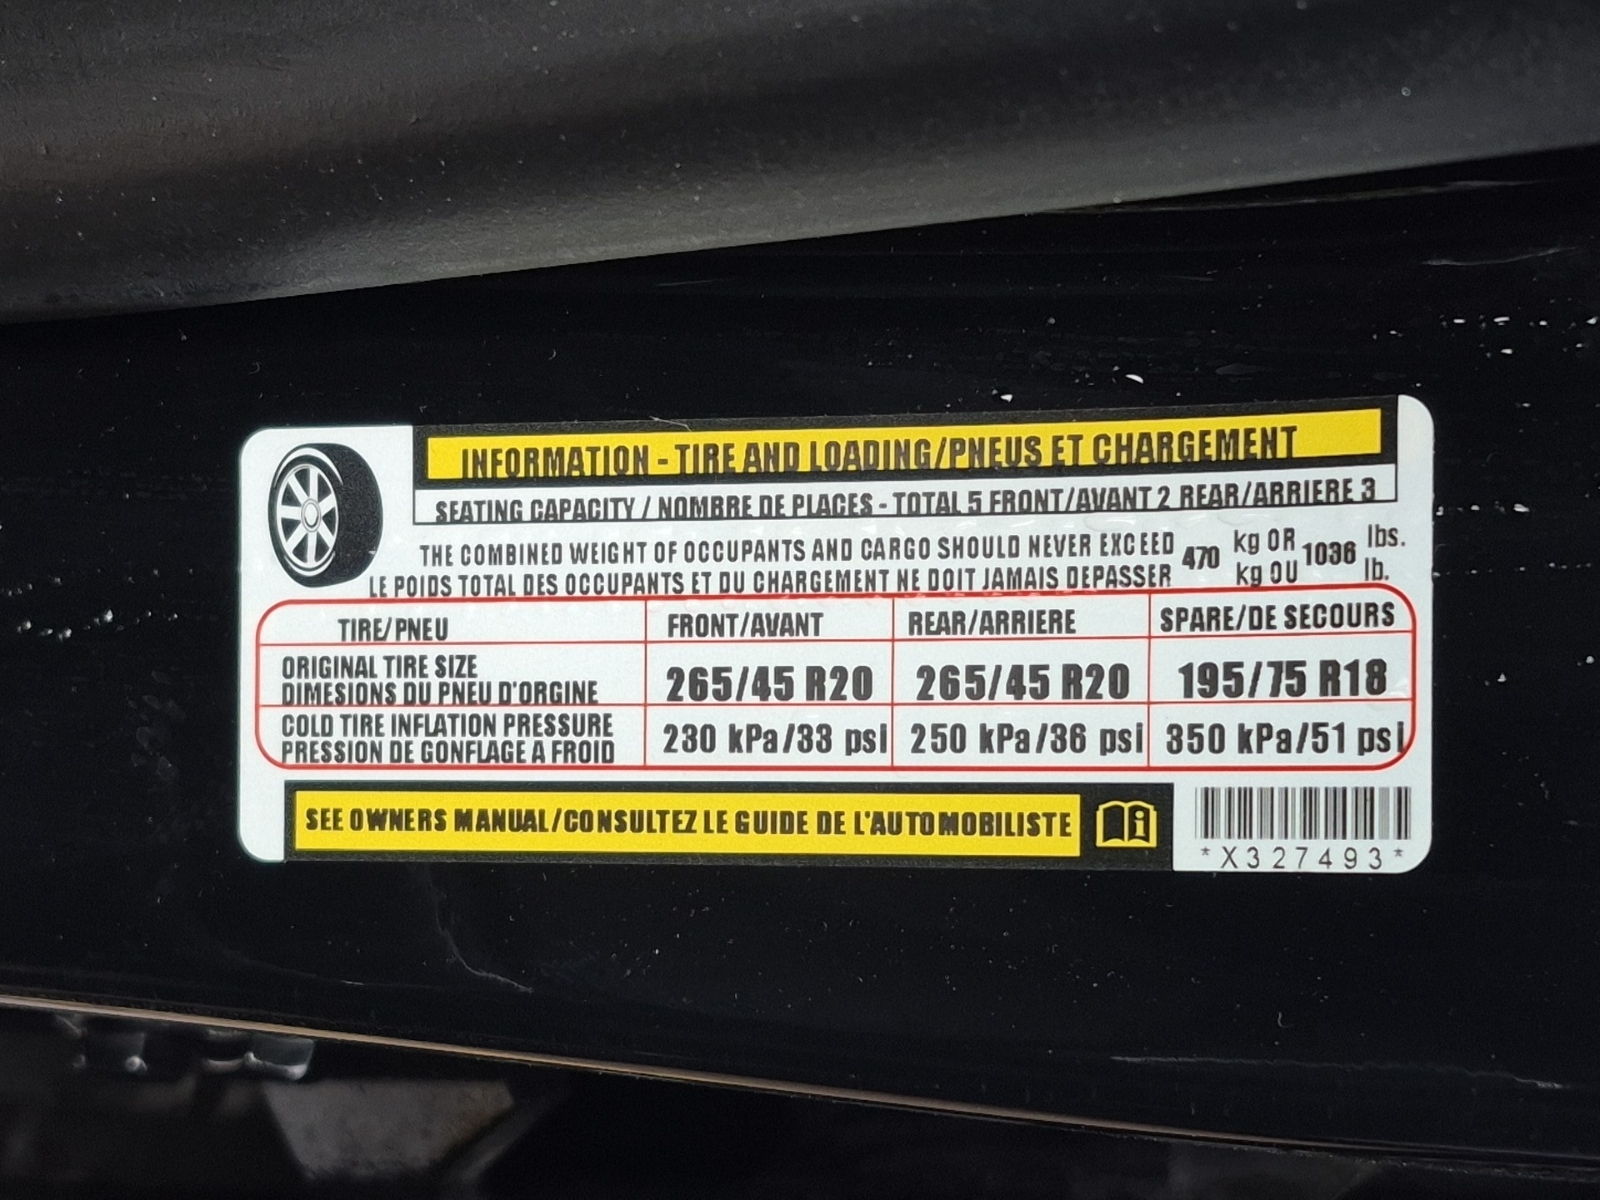 INFORMATION - TIRE AND LOADING/PNEUS ET CHARGEMENT
SEATING CAPACITY / NOMBRE DE PLACES - TOTAL 5 FRONT/AVANT 2 REAR/ARRIERE 3
THE COMBINED WEIGHT OF OCCUPANTS AND CARGO SHOULD NEVER EXCEED 470 kg OR 1036 lbs.
LE POIDS TOTAL DES OCCUPANTS ET DU CHARGEMENT NE DOIT JAMAIS DEPASSER kg OU lb.
TIRE/PNEU FRONT/AVANT REAR/ARRIERE SPARE/DE SECOURS
ORIGINAL TIRE SIZE
DIMESIONS DU PNEU D'ORGINE 265/45 R20 265/45 R20 195/75 R18
COLD TIRE INFLATION PRESSURE
PRESSION DE GONFLAGE A FROID 230 kPa/33 psi 250 kPa/36 psi 350 kPa/51 psi
SEE OWNERS MANUAL/CONSULTEZ LE GUIDE DE L'AUTOMOBILISTE
*X327493*